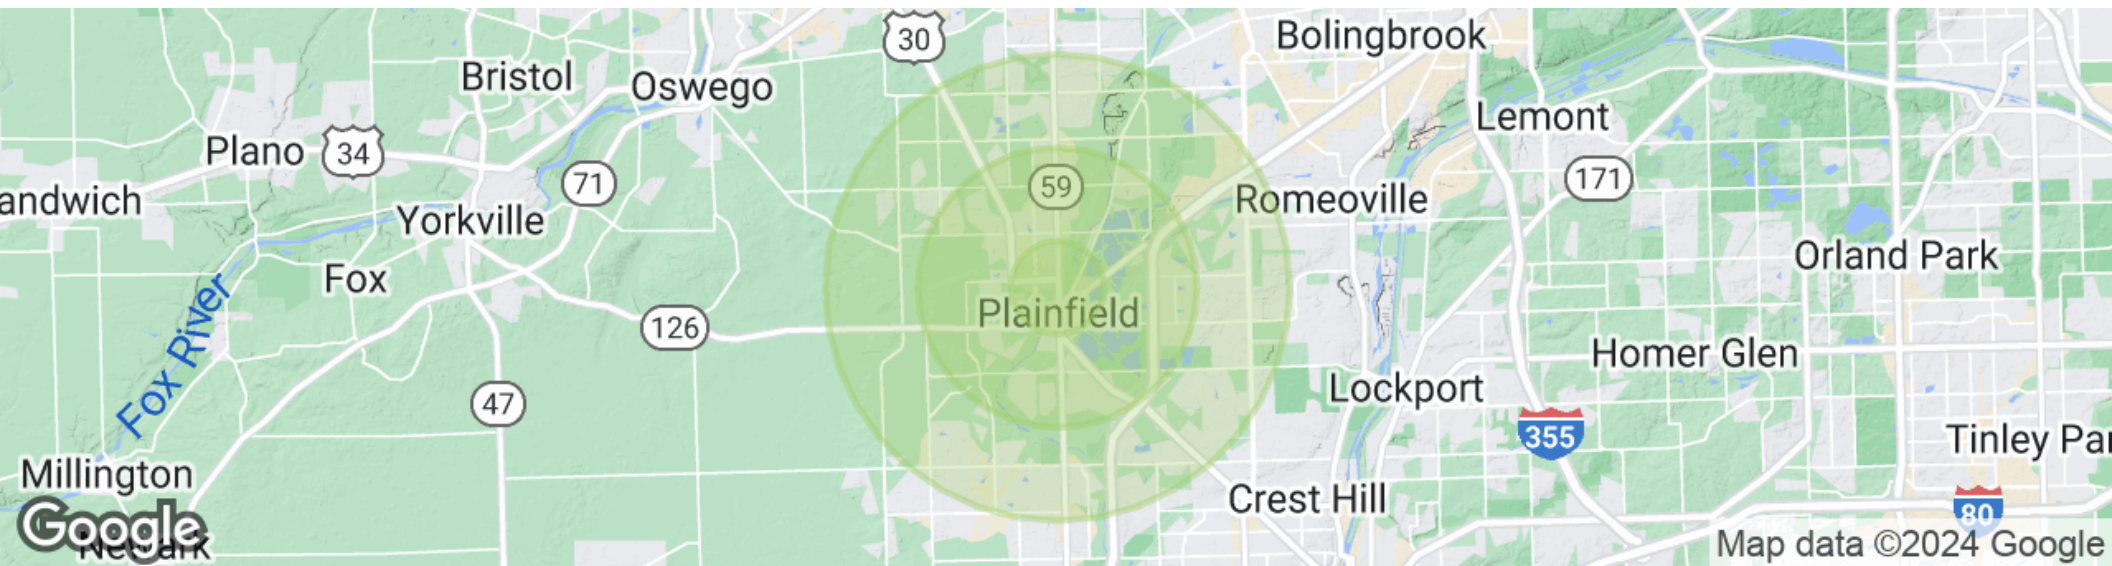 30
Bolingbrook
Bristol
Oswego
Lemont
Plano
34
71
59
171
andwich
Yorkville
Romeoville
Orland Park
Fox
Fox River
Plainfield
126
Homer Glen
47
Lockport
355
Tinley Par
Millington
Crest Hill
80
Google
Newark
Map data ©2024 Google